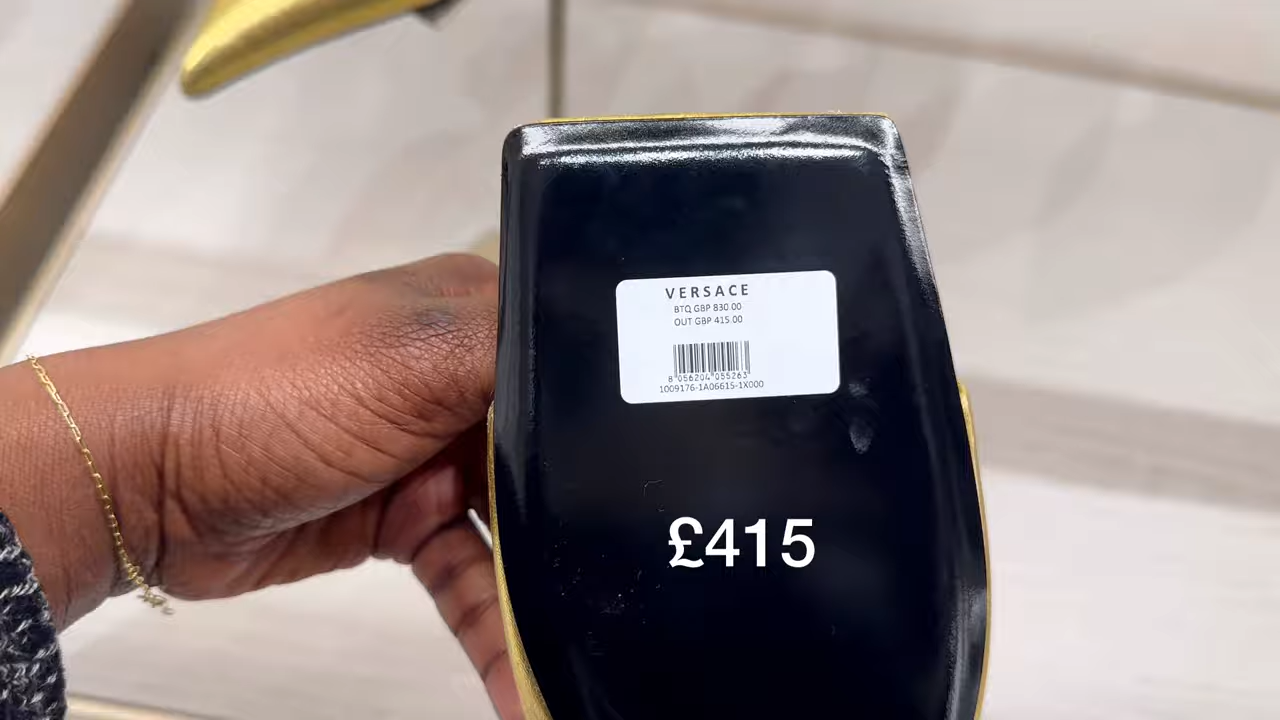 VERSACE
BTQ GBP 830.00
OUT GBP 415.00
8 056204 055263
1009176-1A06615-1X000
£415